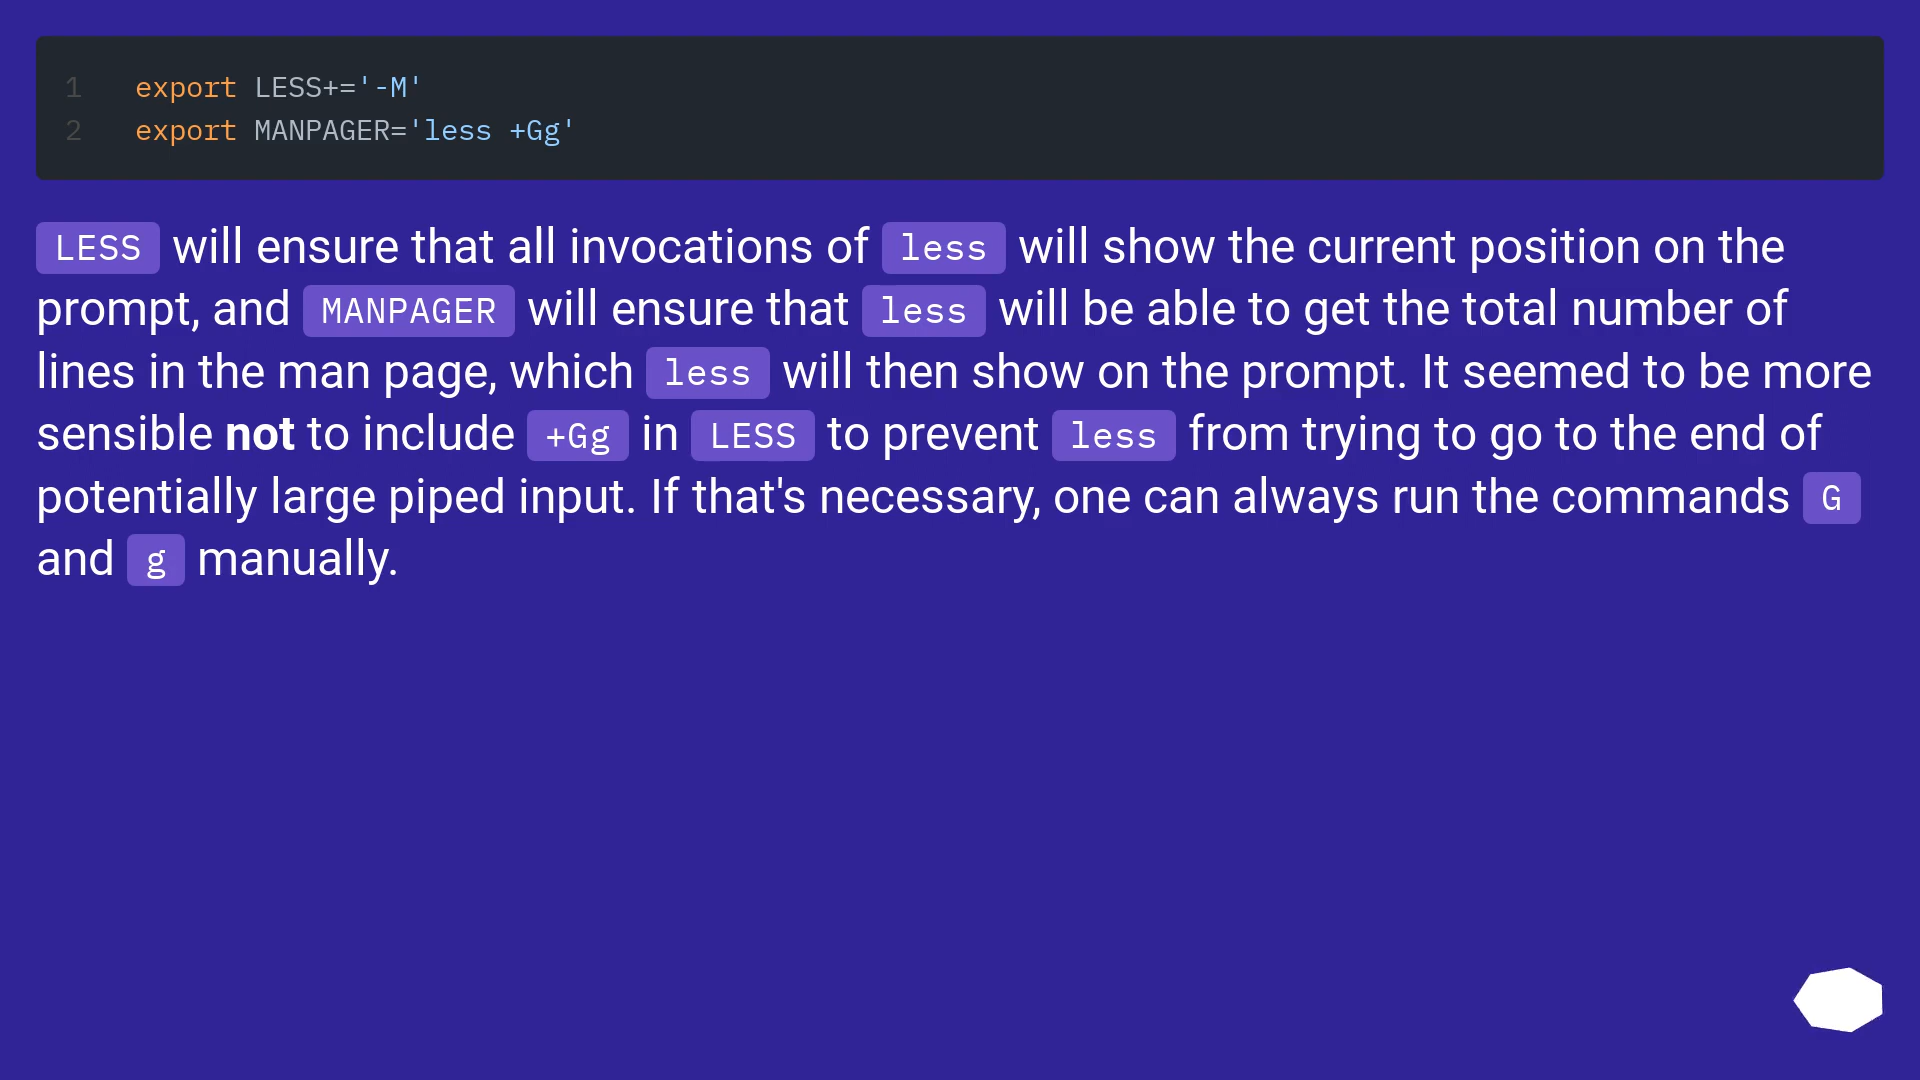 1 export LESS+='-M'
2 export MANPAGER='less +Gg'
LESS will ensure that all invocations of less will show the current position on the
prompt, and MANPAGER will ensure that less will be able to get the total number of
lines in the man page, which less will then show on the prompt. It seemed to be more
sensible not to include +Gg in LESS to prevent less from trying to go to the end of
potentially large piped input. If that's necessary, one can always run the commands G
and g manually.